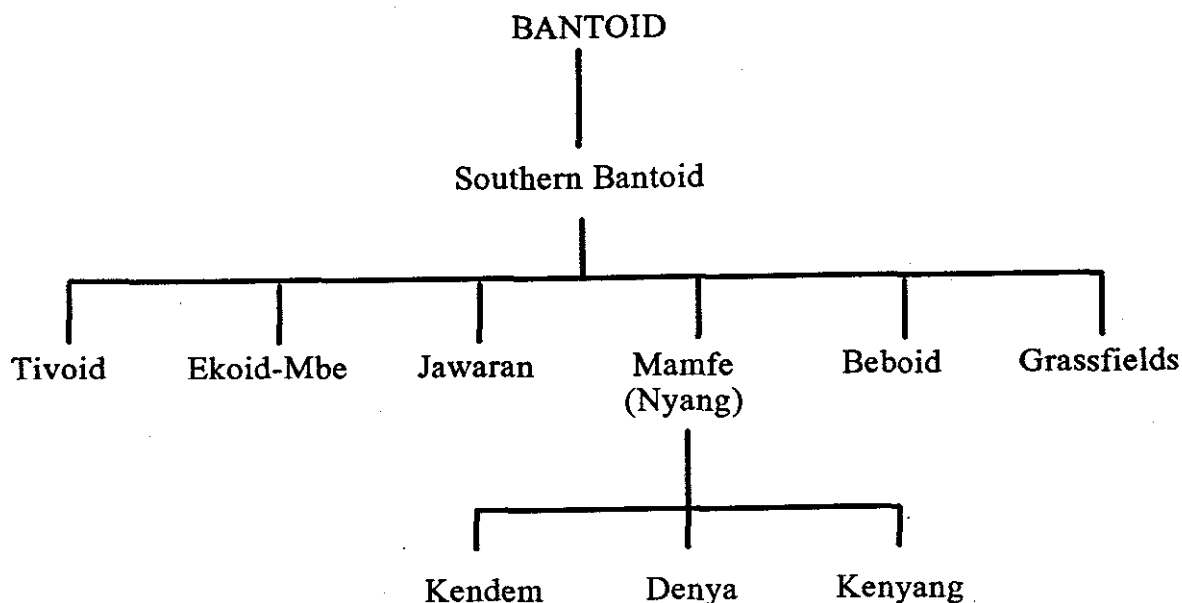 BANTOID
Southern Bantoid
Tivoid Ekoid-Mbe Jawaran Mamfe Beboid Grassfields
(Nyang)
Kendem Denya Kenyang